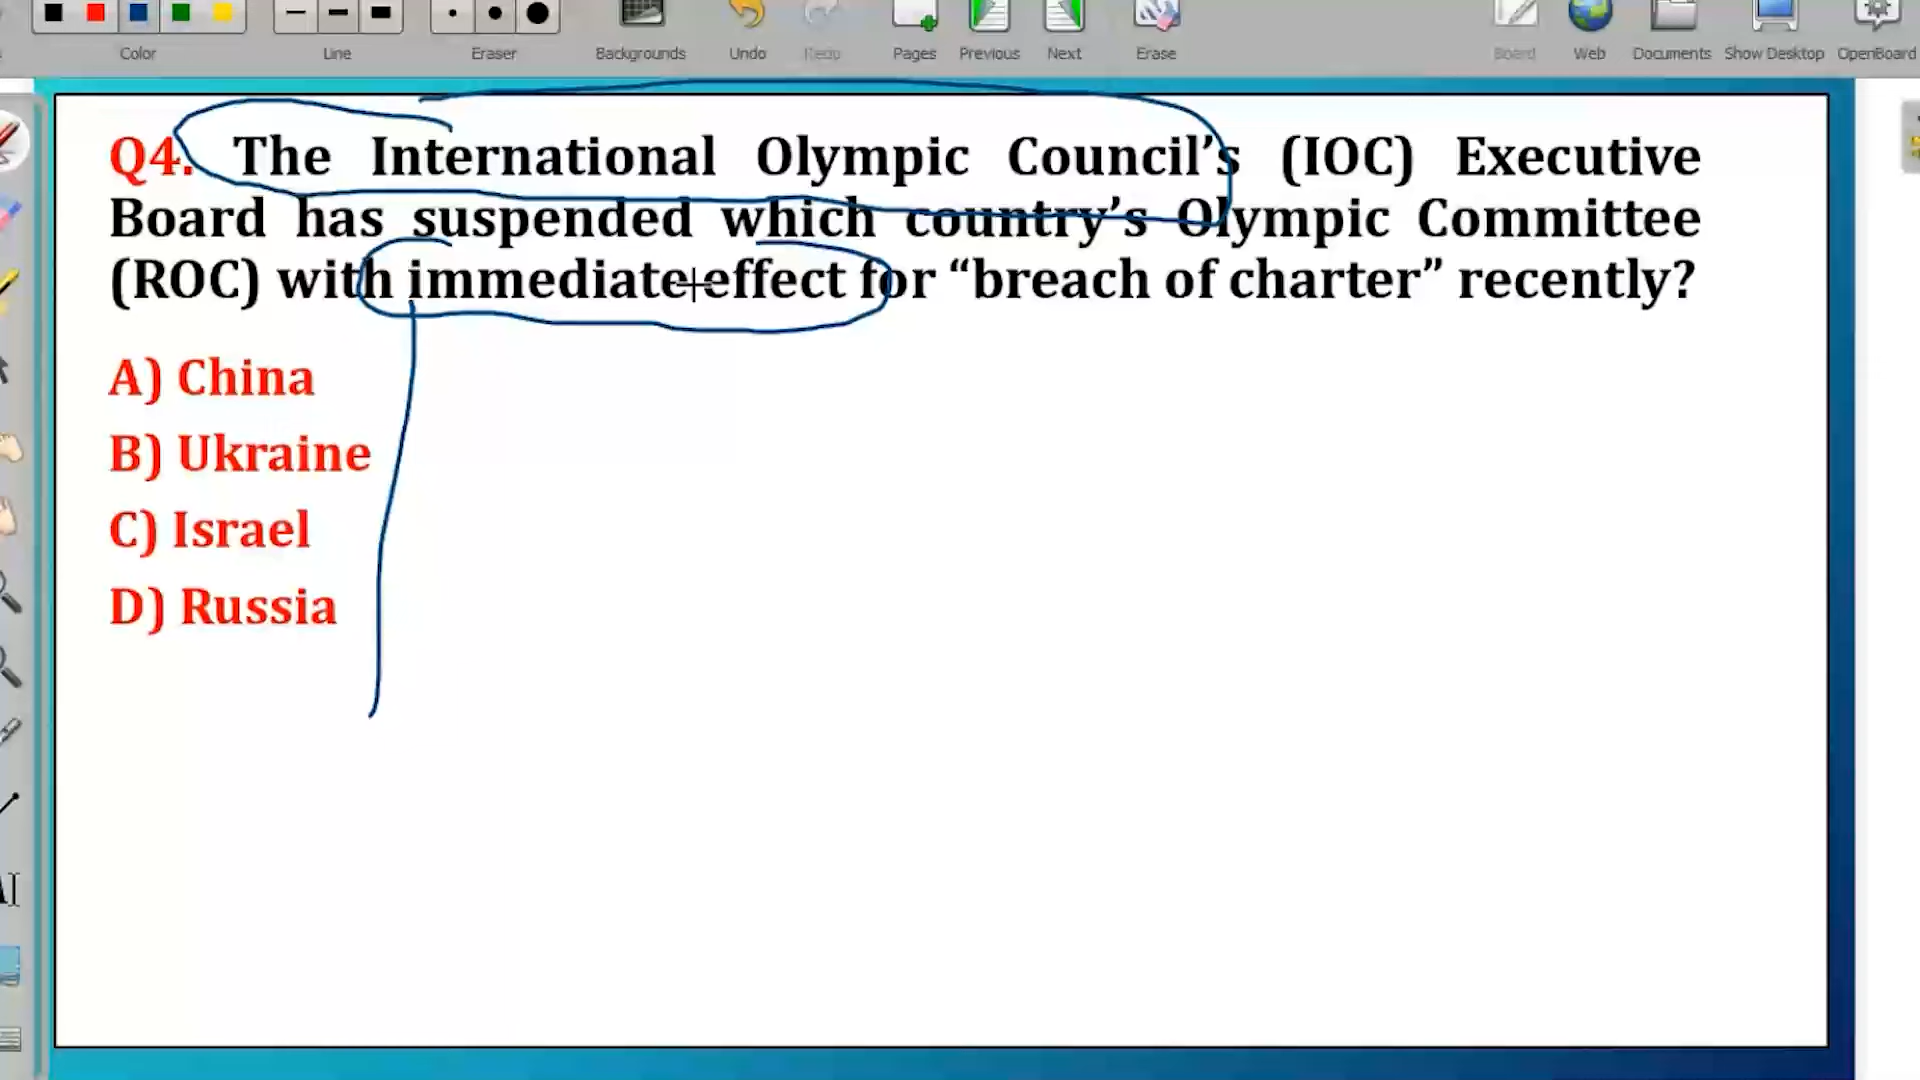 Color Line Eraser Backgrounds Undo Redo Pages Previous Next Erase Board Web Documents Show Desktop OpenBoard
Q4. The International Olympic Council’s (IOC) Executive
Board has suspended which country’s Olympic Committee
(ROC) with immediate effect for “breach of charter” recently?
A) China
B) Ukraine
C) Israel
D) Russia